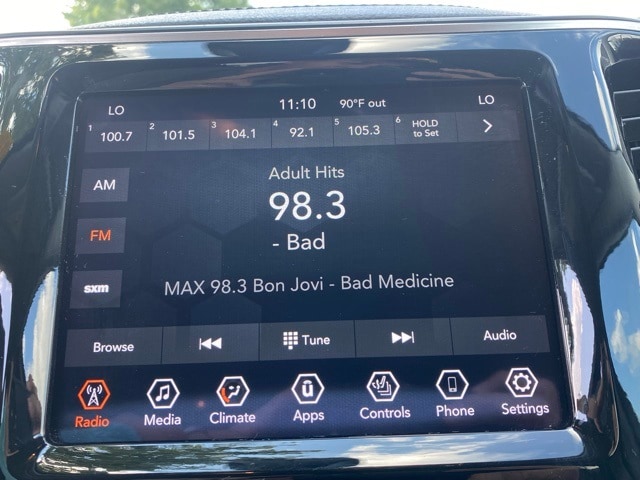 LO 11:10 90°F out LO
1 100.7 2 101.5 3 104.1 4 92.1 5 105.3 6 HOLD
to Set
Adult Hits
AM
98.3
FM
- Bad
sxm
MAX 98.3 Bon Jovi - Bad Medicine
Browse Tune Audio
Radio Media Climate Apps Controls Phone Settings